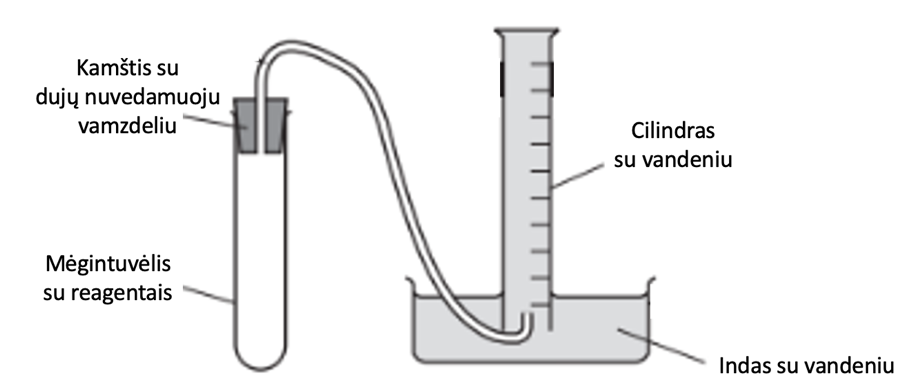 Kamštis su
dujų nuvedamuoju
vamzdeliu
Cilindras
su vandeniu
Mėgintuvėlis
su reagentais
Indas su vandeniu